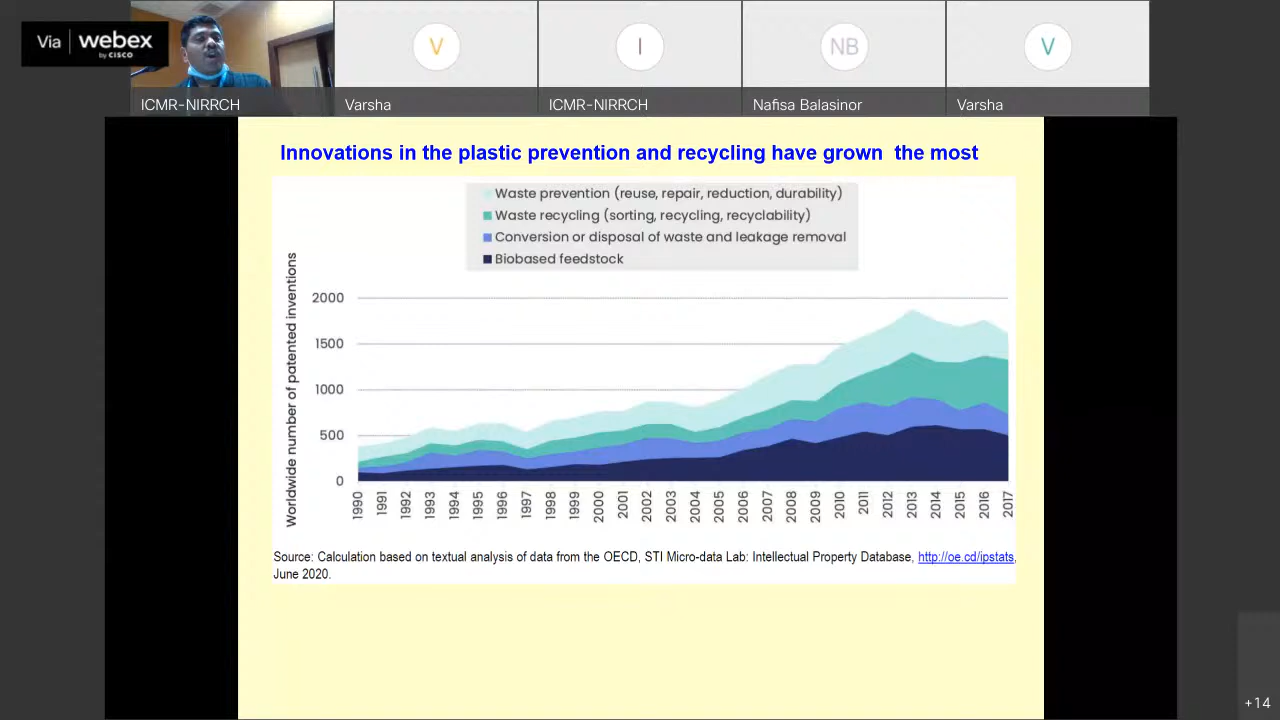 Via webex
by CISCO
V
I
NB
V
ICMR-NIRRCH
Varsha
ICMR-NIRRCH
Nafisa Balasinor
Varsha
Innovations in the plastic prevention and recycling have grown the most
Waste prevention (reuse, repair, reduction, durability)
Waste recycling (sorting, recycling, recyclability)
Conversion or disposal of waste and leakage removal
Biobased feedstock
Worldwide number of patented inventions
2000
1500
1000
500
0
1990
1991
1992
1993
1994
1995
1996
1997
1998
1999
2000
2001
2002
2003
2004
2005
2006
2007
2008
2009
2010
2011
2012
2013
2014
2015
2016
2017
Source: Calculation based on textual analysis of data from the OECD, STI Micro-data Lab: Intellectual Property Database, http://oe.cd/ipstats,
June 2020.
+14